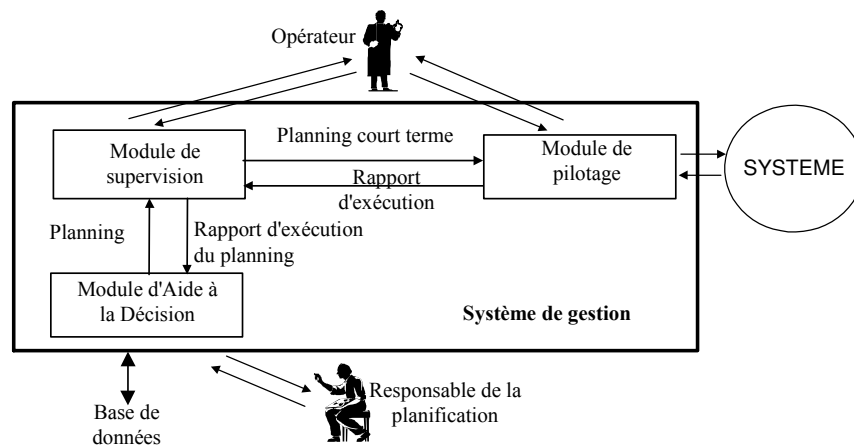 Opérateur
Module de
supervision
Planning court terme
Rapport
d'exécution
Module de
pilotage
SYSTEME
Planning
Rapport d'exécution
du planning
Module d'Aide à
la Décision
Système de gestion
Base de
données
Responsable de la
planification